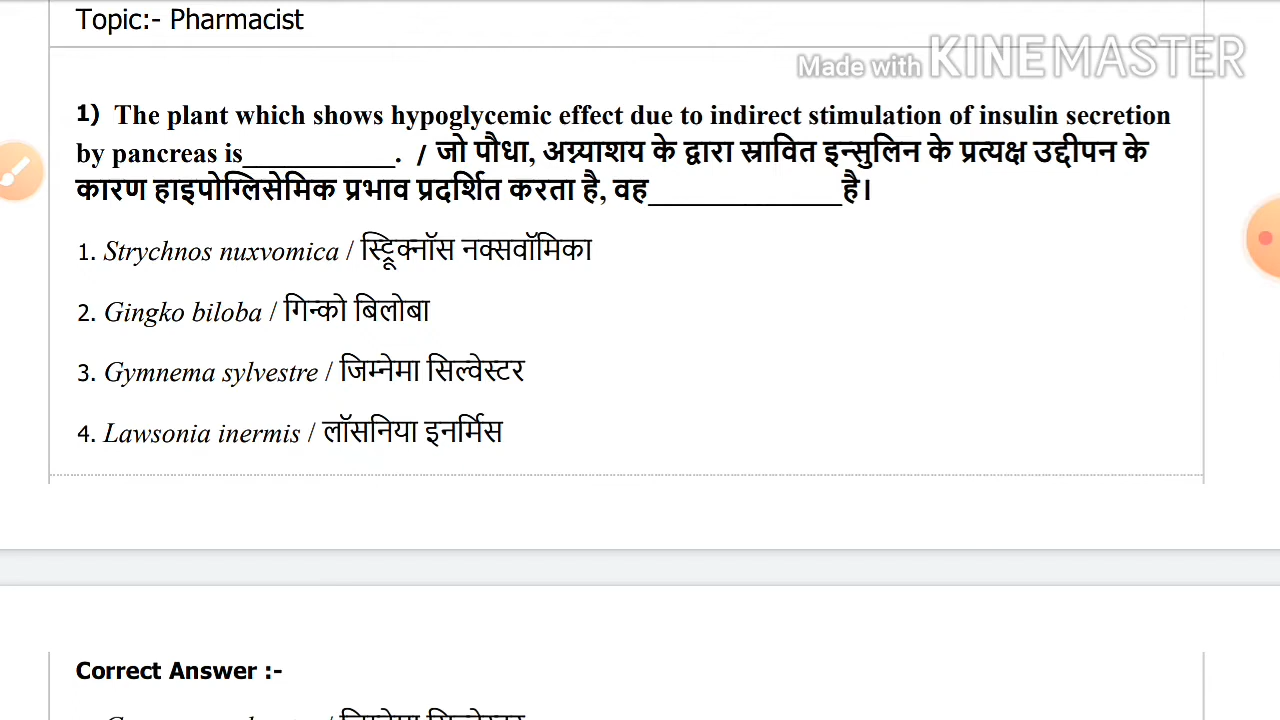 Topic:- Pharmacist
Made with KINEMASTER
1) The plant which shows hypoglycemic effect due to indirect stimulation of insulin secretion
by pancreas is___________. / जो पौधा, अग्न्याशय के द्वारा स्रावित इन्सुलिन के प्रत्यक्ष उद्दीपन के
कारण हाइपोग्लिसेमिक प्रभाव प्रदर्शित करता है, वह______________है।
1. Strychnos nuxvomica / स्ट्रिक्नॉस नक्सवॉमिका
2. Gingko biloba / गिन्को बिलोबा
3. Gymnema sylvestre / जिम्नेमा सिल्वेस्टर
4. Lawsonia inermis / लॉसनिया इनर्मिस
Correct Answer :-